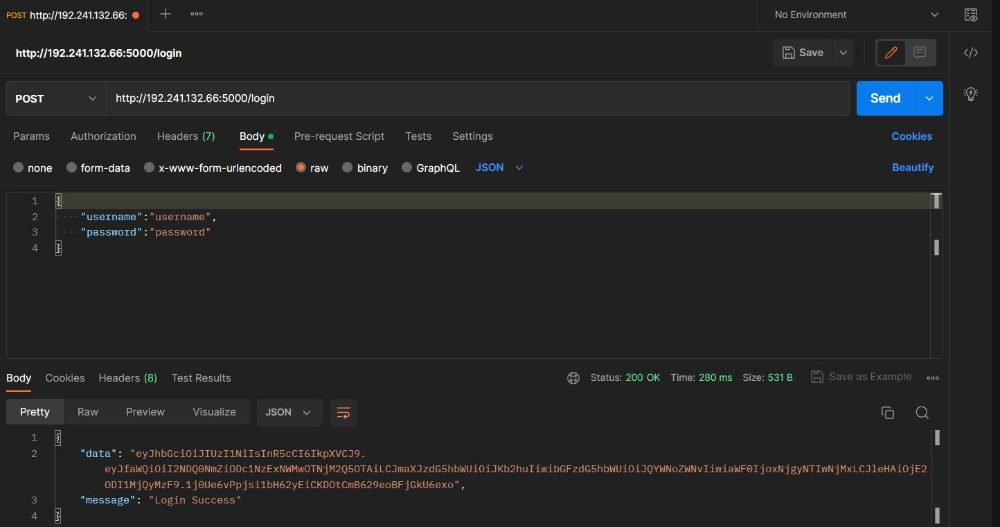 POST http://192.241.132.66:
No Environment
http://192.241.132.66:5000/login
Save
POST
http://192.241.132.66:5000/login
Send
Params Authorization Headers (7) Body Pre-request Script Tests Settings Cookies
none form-data x-www-form-urlencoded raw binary GraphQL JSON Beautify
1 {
2 "username":"username",
3 "password":"password"
4 }
Body Cookies Headers (8) Test Results Status: 200 OK Time: 280 ms Size: 531 B Save as Example
Pretty Raw Preview Visualize JSON
1 {
2 "data": "eyJhbGciOiJIUzI1NiIsInR5cCI6IkpXVCJ9.
eyJfaWQiOiI2NDQ0NmZiODc1NzExNWMwOTNjM2Q5OTAiLCJmaXJzdG5hbWUiOiJKb2huIiwibGFzdG5hbWUiOiJQYWNoZWNvIiwiaWF0IjoxNjgyNTIwNjMxLCJleHAiOjE2
ODI1MjQyMzF9.1j0Ue6vPpjsi1bH62yEiCKDOtCmB629eoBFjGkU6exo",
3 "message": "Login Success"
4 }